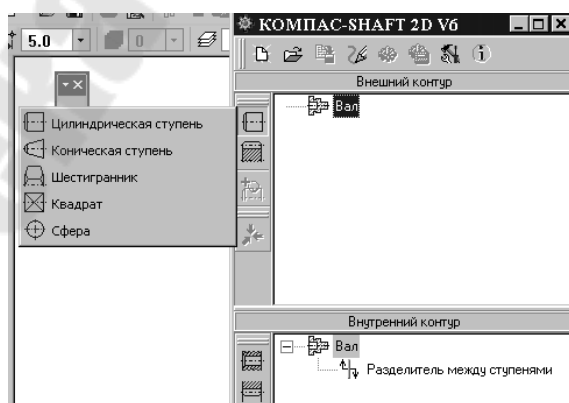 КОМПАС-SHAFT 2D V6
5.0
0
Внешний контур
Вал
Цилиндрическая ступень
Коническая ступень
Шестигранник
Квадрат
Сфера
Внутренний контур
Вал
Разделитель между ступенями